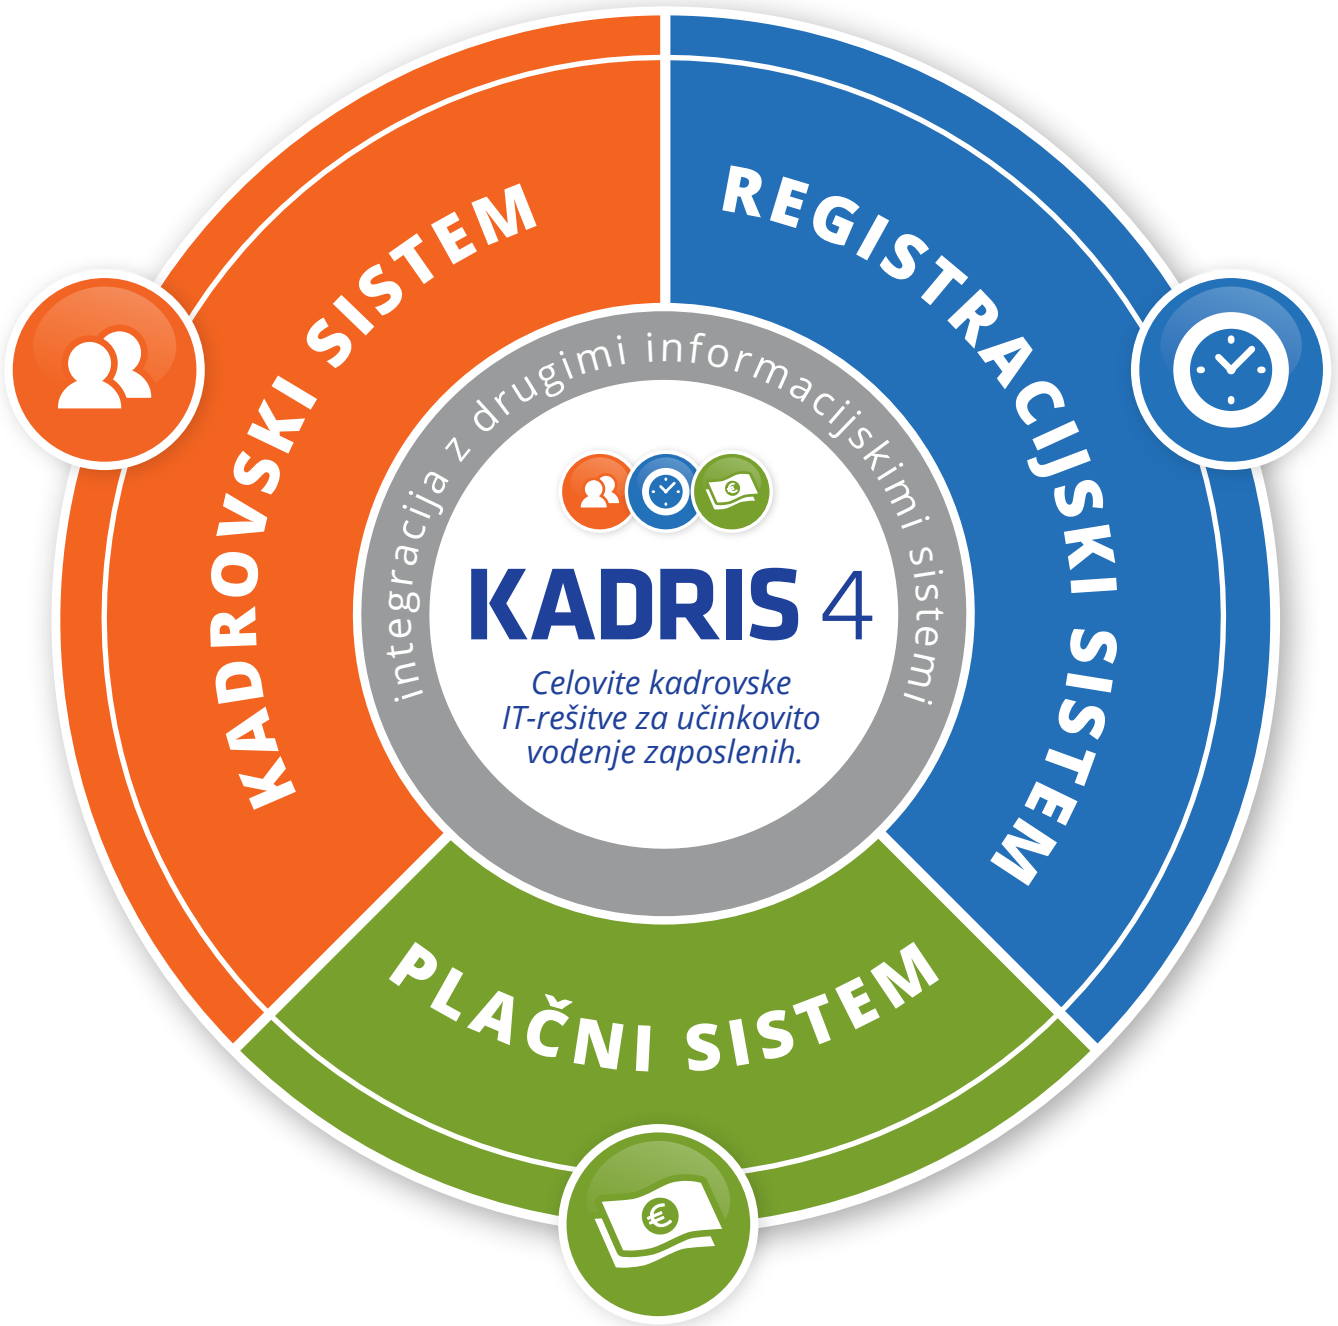 KADROVSKI SISTEM
REGISTRACIJSKI SISTEM
integracija z drugimi informacijskimi sistemi
KADRIS 4
Celovite kadrovske
IT-rešitve za učinkovito
vodenje zaposlenih.
PLAČNI SISTEM